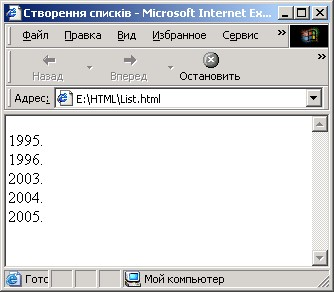 Створення списків - Microsoft Internet Ex...
Файл Правка Вид Избранное Сервис »
Назад Вперед Остановить »
Адрес: E:\HTML\List.html
1995.
1996.
2003.
2004.
2005.
Гото Мой компьютер